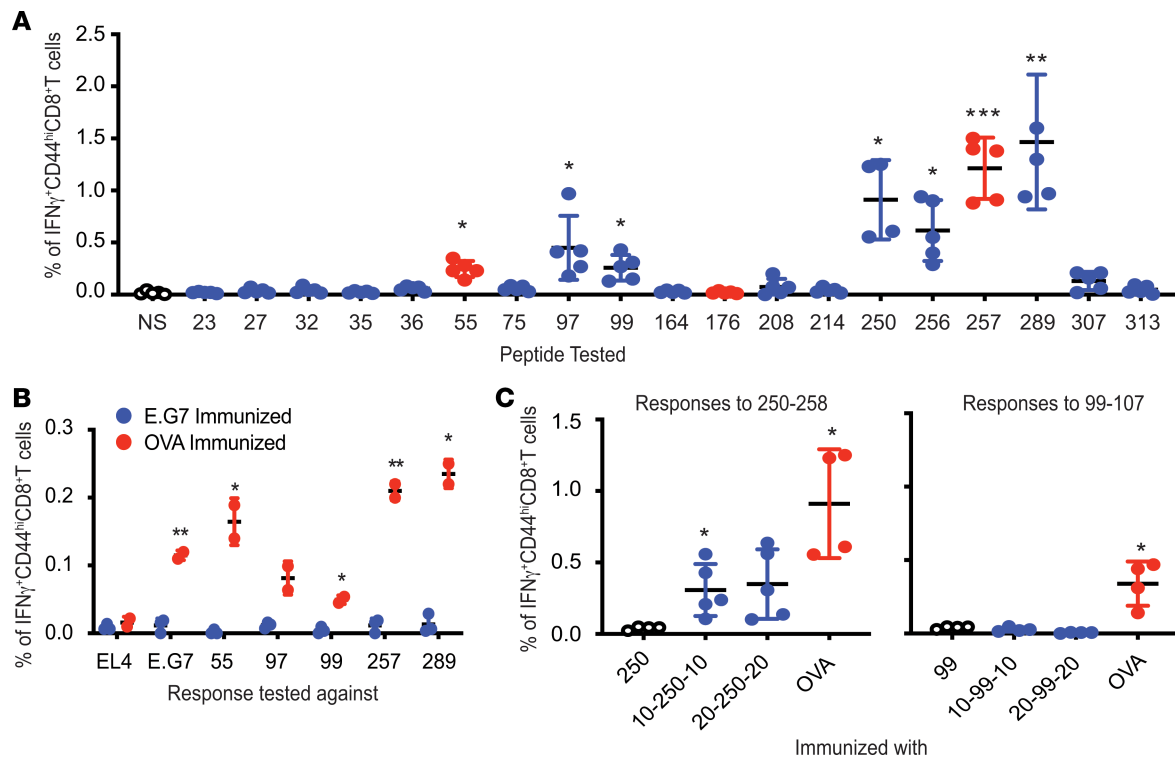 A
% of IFNγ⁺CD44ʰⁱCD8⁺T cells
2.5
2.0
1.5
1.0
0.5
0.0
* * * * * *** **
NS 23 27 32 35 36 55 75 97 99 164 176 208 214 250 256 257 289 307 313
Peptide Tested
B
E.G7 Immunized
OVA Immunized
% of IFNγ⁺CD44ʰⁱCD8⁺T cells
0.3
0.2
0.1
0.0
** * * ** *
EL4 E.G7 55 97 99 257 289
Response tested against
C
Responses to 250-258
% of IFNγ⁺CD44ʰⁱCD8⁺T cells
1.5
1.0
0.5
0.0
* *
250 10-250-10 20-250-20 OVA
Responses to 99-107
*
99 10-99-10 20-99-20 OVA
Immunized with